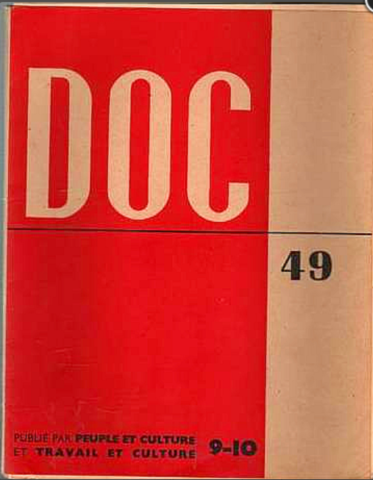 DOC
49
PUBLIÉ PAR PEUPLE ET CULTURE
ET TRAVAIL ET CULTURE 9-10